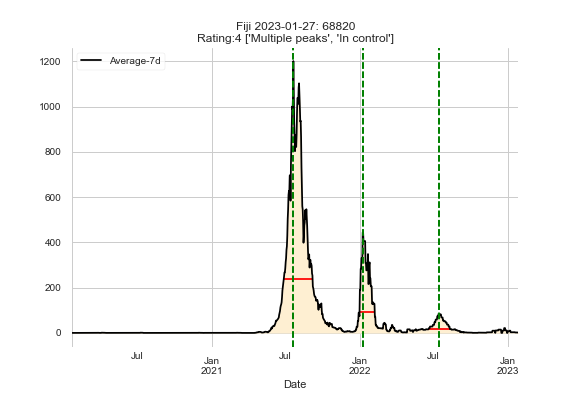 Fiji 2023-01-27: 68820
Rating:4 ['Multiple peaks', 'In control']
Average-7d
1200
1000
800
600
400
200
0
Jul
Jan
2021
Jul
Jan
2022
Jul
Jan
2023
Date